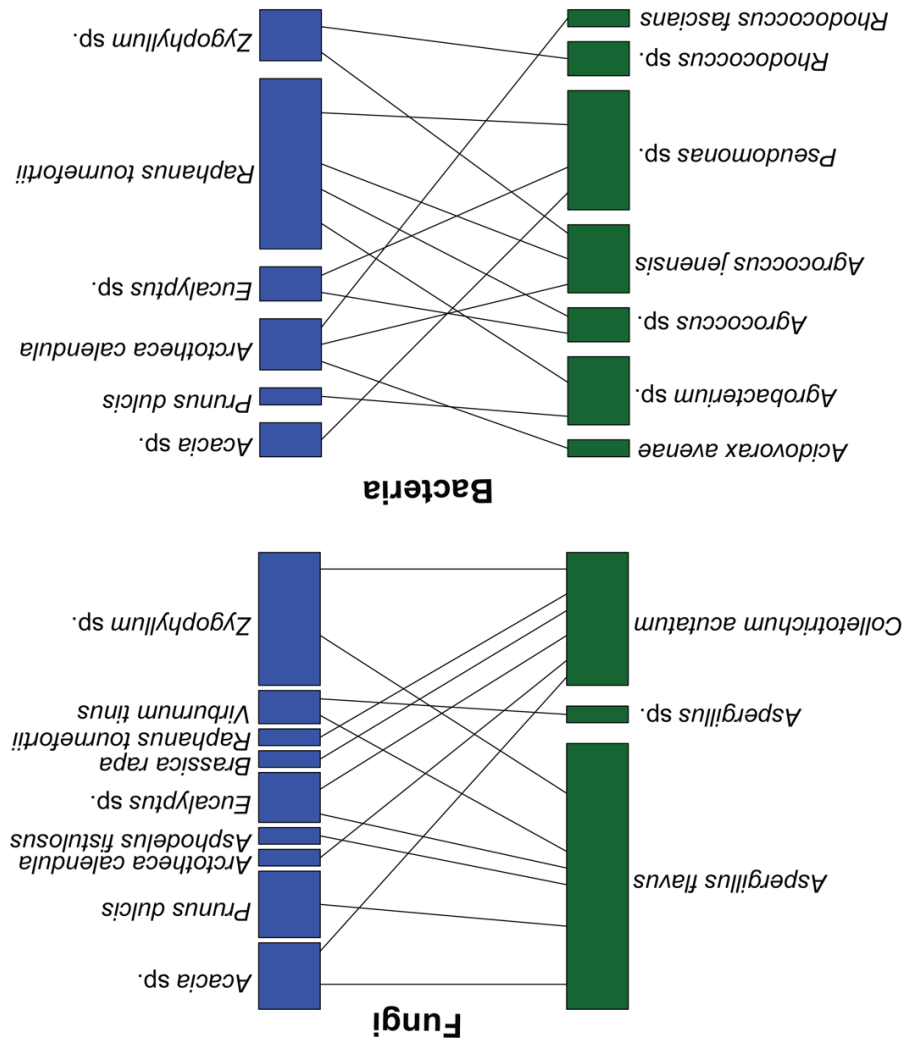 Fungi
Aspergillus flavus
Aspergillus sp.
Colletotrichum acutatum
Acacia sp.
Prunus dulcis
Arctotheca calendula
Asphodelus fistulosus
Eucalyptus sp.
Brassica rapa
Raphanus tournefortii
Virburnum tinus
Zygophyllum sp.
Bacteria
Acidovorax avenae
Agrobacterium sp.
Agrococcus sp.
Agrococcus jenensis
Pseudomonas sp.
Rhodococcus sp.
Rhodococcus fascians
Acacia sp.
Prunus dulcis
Arctotheca calendula
Eucalyptus sp.
Raphanus tournefortii
Zygophyllum sp.